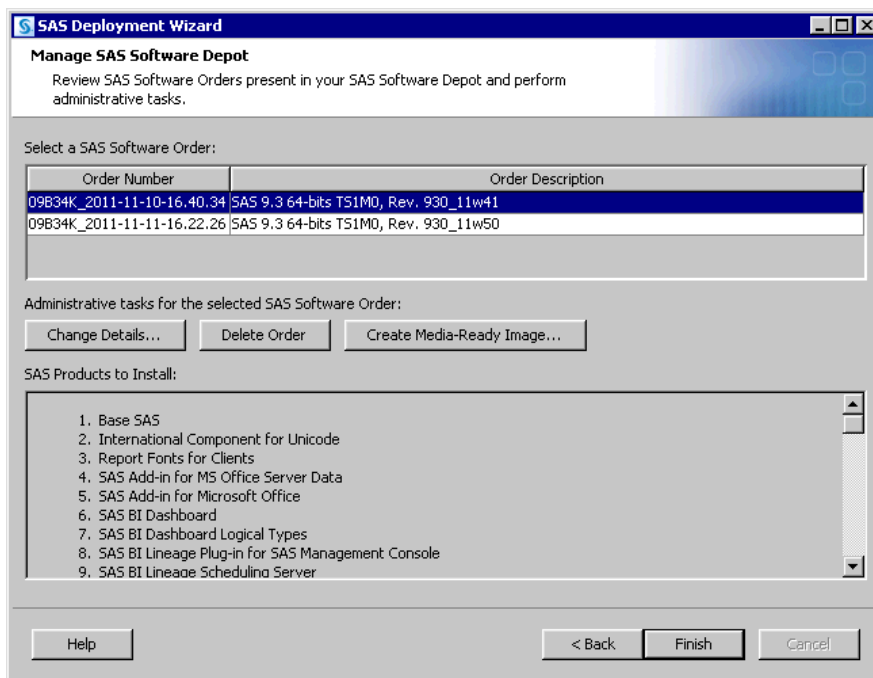 SAS Deployment Wizard
Manage SAS Software Depot
Review SAS Software Orders present in your SAS Software Depot and perform
administrative tasks.
Select a SAS Software Order:
Order Number Order Description
09B34K_2011-11-10-16.40.34 SAS 9.3 64-bits TS1M0, Rev. 930_11w41
09B34K_2011-11-11-16.22.26 SAS 9.3 64-bits TS1M0, Rev. 930_11w50
Administrative tasks for the selected SAS Software Order:
Change Details... Delete Order Create Media-Ready Image...
SAS Products to Install:
1. Base SAS
2. International Component for Unicode
3. Report Fonts for Clients
4. SAS Add-in for MS Office Server Data
5. SAS Add-in for Microsoft Office
6. SAS BI Dashboard
7. SAS BI Dashboard Logical Types
8. SAS BI Lineage Plug-in for SAS Management Console
9. SAS BI Lineage Scheduling Server
Help < Back Finish Cancel